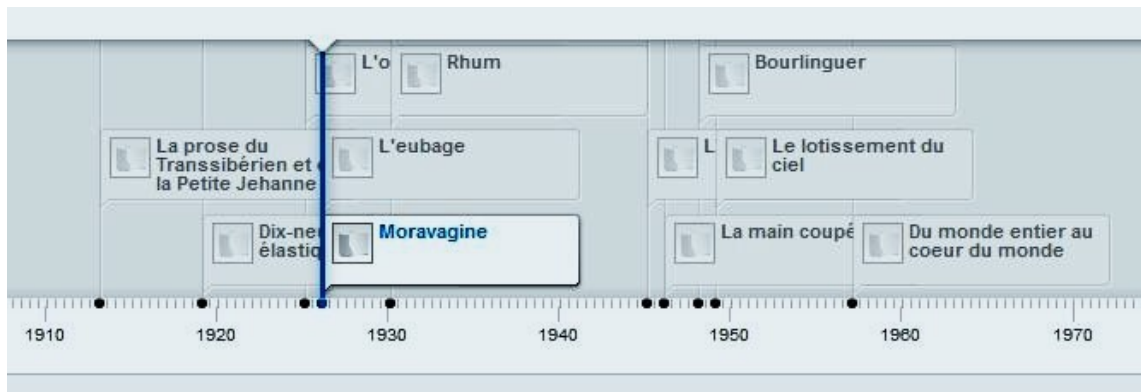 L'o
Rhum
Bourlinguer
La prose du
Transsibérien et
la Petite Jehanne
L'eubage
L
Le lotissement du
ciel
Dix-neu
élastiq
Moravagine
La main coupé
Du monde entier au
coeur du monde
1910
1920
1930
1940
1950
1960
1970